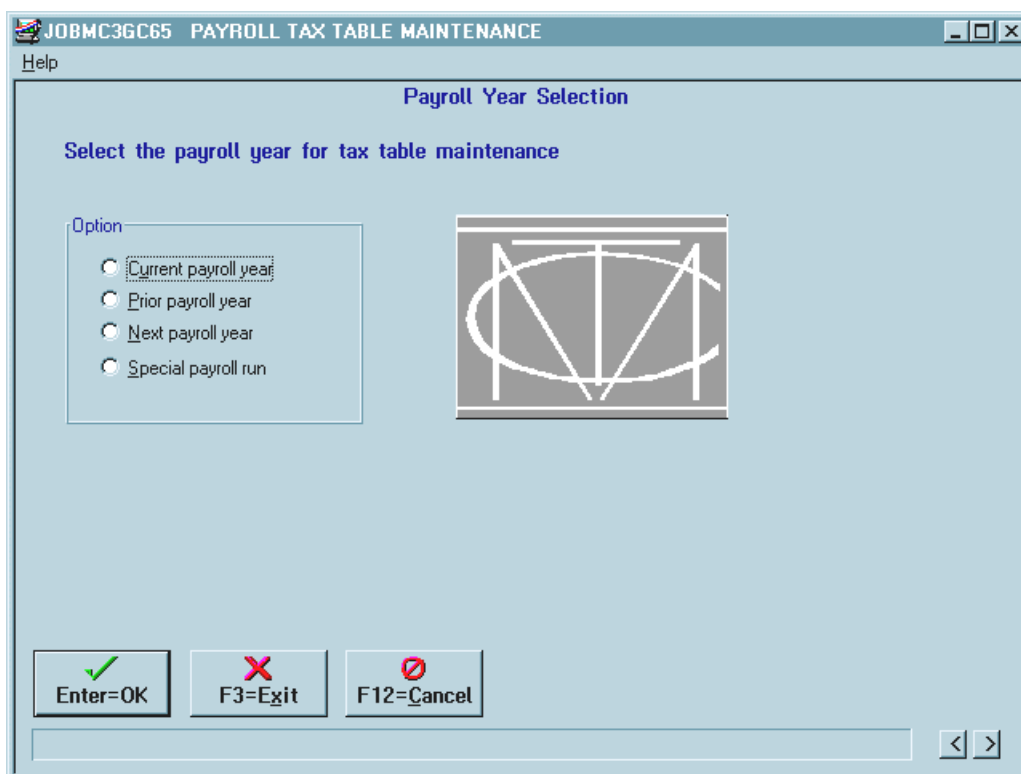 JOBMC3GC65 PAYROLL TAX TABLE MAINTENANCE
Help
Payroll Year Selection
Select the payroll year for tax table maintenance
Option
Current payroll year
Prior payroll year
Next payroll year
Special payroll run
Enter=OK
F3=Exit
F12=Cancel